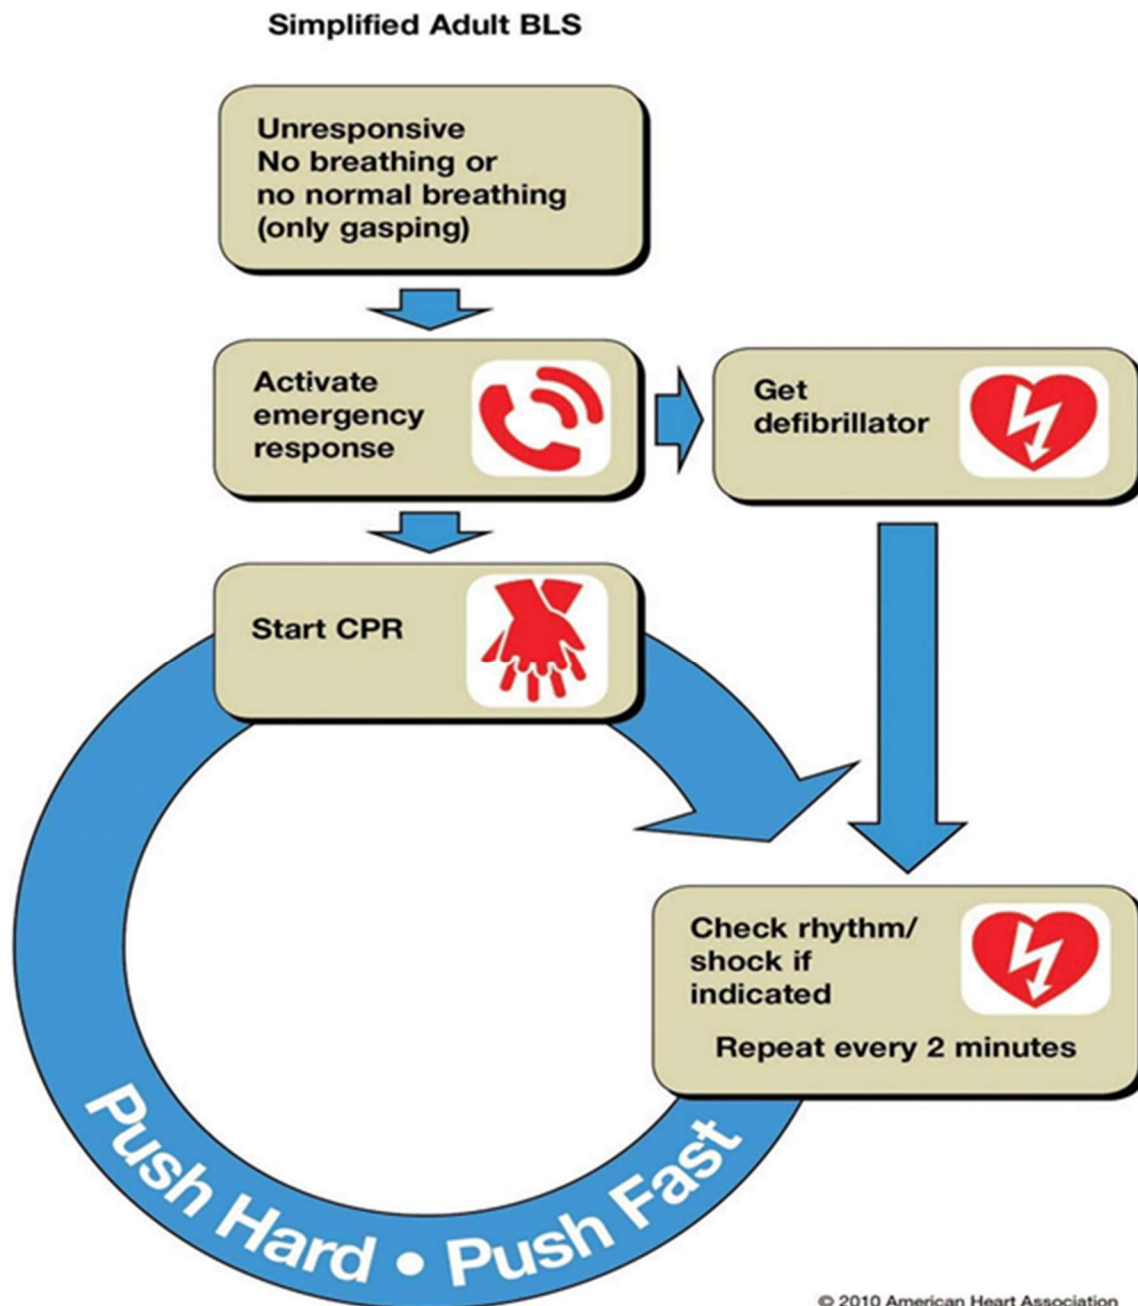 Simplified Adult BLS
Unresponsive
No breathing or
no normal breathing
(only gasping)
Activate
emergency
response
Get
defibrillator
Start CPR
Check rhythm/
shock if
indicated
Repeat every 2 minutes
Push Hard • Push Fast
© 2010 American Heart Association